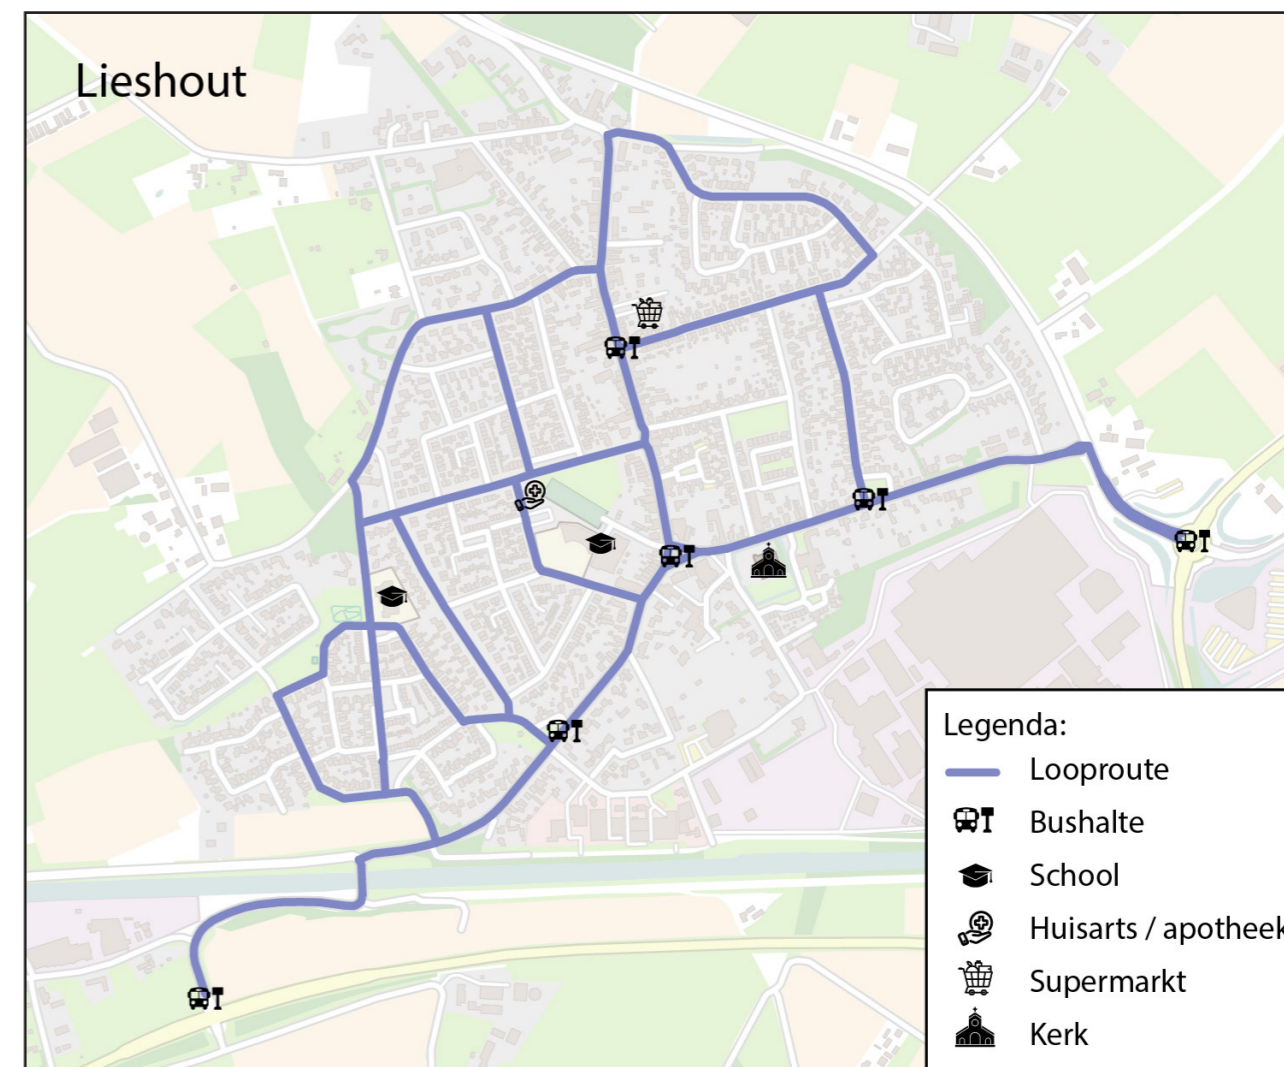 Lieshout
Legenda:
Looproute
Bushalte
School
Huisarts / apotheek
Supermarkt
Kerk